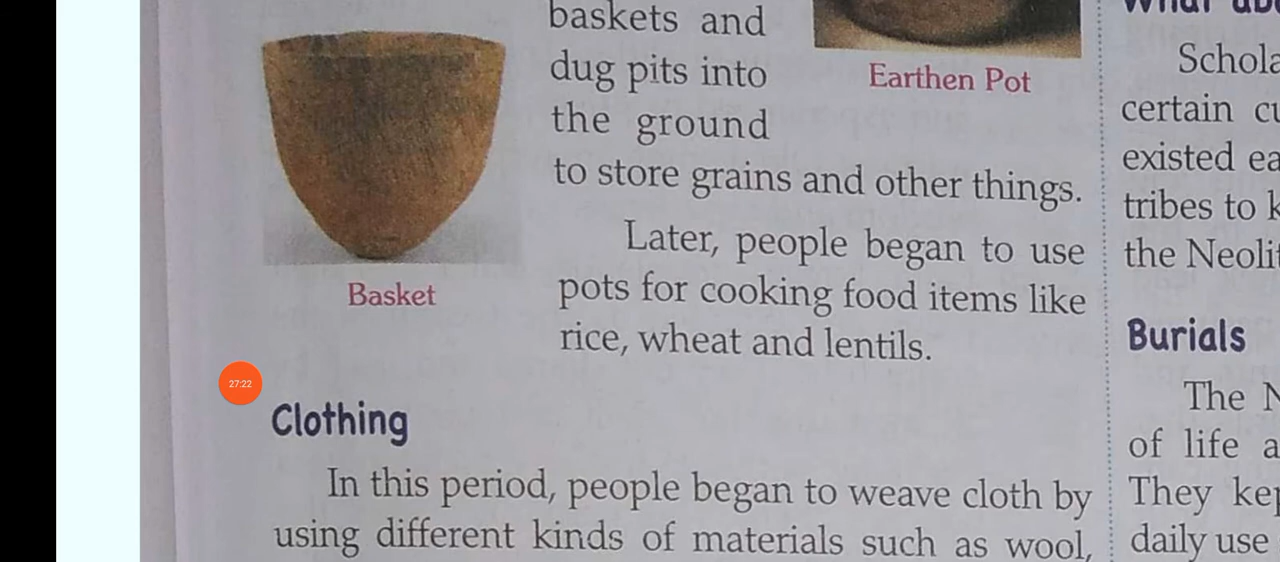 baskets and
dug pits into
the ground
to store grains and other things.
Later, people began to use
pots for cooking food items like
rice, wheat and lentils.
Basket
Earthen Pot
27:22
Clothing
In this period, people began to weave cloth by
using different kinds of materials such as wool,
certain
existed
tribes to
the
Burials
The
of life a
They
daily use